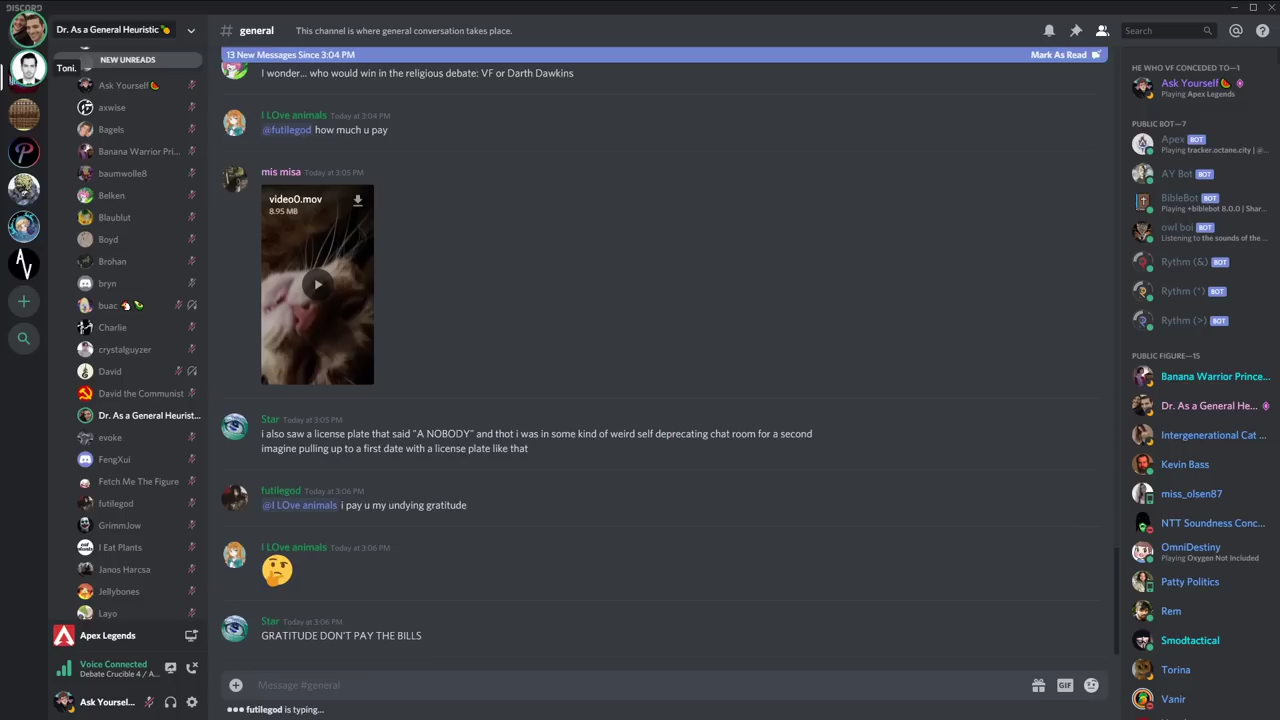 DISCORD
Dr. As a General Heuristic
Toni.
NEW UNREADS
Ask Yourself
axwise
Bagels
Banana Warrior Pri...
baumwolle8
Belken
Blaublut
Boyd
Brohan
bryn
buac
Charlie
crystalguyzer
David
David the Communist
Dr. As a General Heurist...
evoke
FengXui
Fetch Me The Figure
futilegod
GrimmJow
I Eat Plants
Janos Harcsa
Jellybones
Layo
Apex Legends
Voice Connected
Debate Crucible 4 / A...
Ask Yoursel...
# general
This channel is where general conversation takes place.
Search
13 New Messages Since 3:04 PM
Mark As Read
I wonder... who would win in the religious debate: VF or Darth Dawkins
I LOve animals Today at 3:04 PM
@futilegod how much u pay
mis misa Today at 3:05 PM
video0.mov
8.95 MB
Star Today at 3:05 PM
i also saw a license plate that said "A NOBODY" and thot i was in some kind of weird self deprecating chat room for a second
imagine pulling up to a first date with a license plate like that
futilegod Today at 3:06 PM
@I LOve animals i pay u my undying gratitude
I LOve animals Today at 3:06 PM
Star Today at 3:06 PM
GRATITUDE DON'T PAY THE BILLS
Message #general
GIF
futilegod is typing...
HE WHO VF CONCEDED TO—1
Ask Yourself
Playing Apex Legends
PUBLIC BOT—7
Apex BOT
Playing tracker.octane.city | @...
AY Bot BOT
BibleBot BOT
Playing +biblebot 8.0.0 | Shar...
owl boi BOT
Listening to the sounds of the ...
Rythm (&) BOT
Rythm (*) BOT
Rythm (>) BOT
PUBLIC FIGURE—15
Banana Warrior Prince...
Dr. As a General He...
Intergenerational Cat ...
Kevin Bass
miss_olsen87
NTT Soundness Conc...
OmniDestiny
Playing Oxygen Not Included
Patty Politics
Rem
Smodtactical
Torina
Vanir